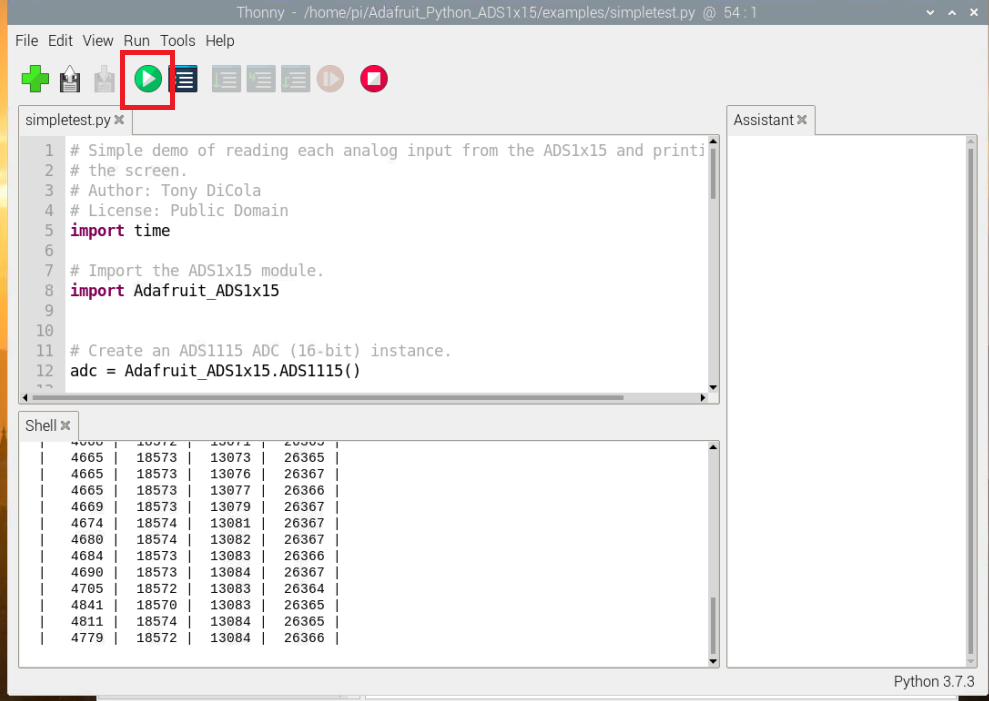 Thonny - /home/pi/Adafruit_Python_ADS1x15/examples/simpletest.py @ 54 : 1
File Edit View Run Tools Help
simpletest.py
Assistant
1 # Simple demo of reading each analog input from the ADS1x15 and printi
2 # the screen.
3 # Author: Tony DiCola
4 # License: Public Domain
5 import time
6
7 # Import the ADS1x15 module.
8 import Adafruit_ADS1x15
9
10
11 # Create an ADS1115 ADC (16-bit) instance.
12 adc = Adafruit_ADS1x15.ADS1115()
Shell
| 4665 | 18573 | 13073 | 26365 |
| 4665 | 18573 | 13076 | 26367 |
| 4665 | 18573 | 13077 | 26366 |
| 4669 | 18573 | 13079 | 26367 |
| 4674 | 18574 | 13081 | 26367 |
| 4680 | 18574 | 13082 | 26367 |
| 4684 | 18573 | 13083 | 26366 |
| 4690 | 18573 | 13084 | 26367 |
| 4705 | 18572 | 13083 | 26364 |
| 4841 | 18570 | 13083 | 26365 |
| 4811 | 18574 | 13084 | 26365 |
| 4779 | 18572 | 13084 | 26366 |
Python 3.7.3